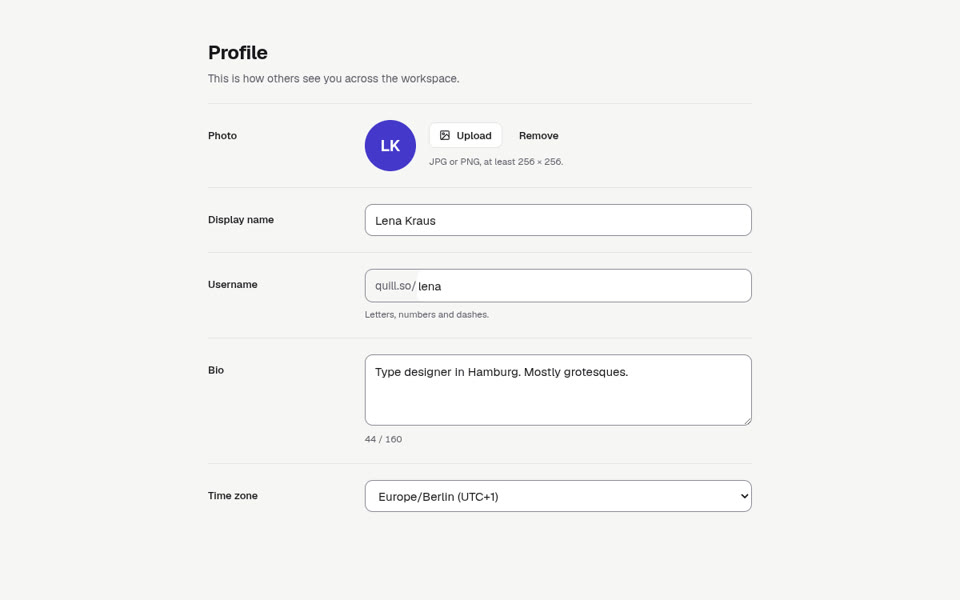 Profile
This is how others see you across the workspace.
Photo
LK
Upload
Remove
JPG or PNG, at least 256 × 256.
Display name
Lena Kraus
Username
quill.so/ lena
Letters, numbers and dashes.
Bio
Type designer in Hamburg. Mostly grotesques.
44 / 160
Time zone
Europe/Berlin (UTC+1)